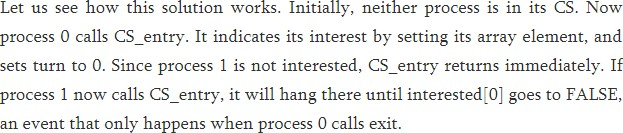 Let us see how this solution works. Initially, neither process is in its CS. Now
process 0 calls CS_entry. It indicates its interest by setting its array element, and
sets turn to 0. Since process 1 is not interested, CS_entry returns immediately. If
process 1 now calls CS_entry, it will hang there until interested[0] goes to FALSE,
an event that only happens when process 0 calls exit.